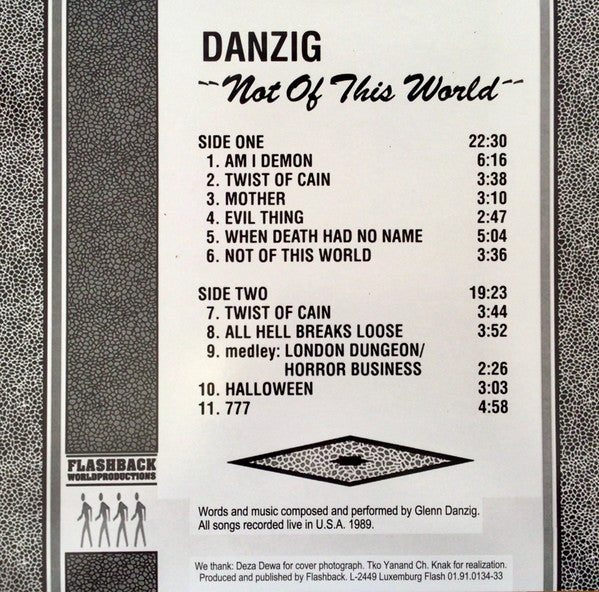 DANZIG
~Not Of This World~
SIDE ONE 22:30
1. AM I DEMON 6:16
2. TWIST OF CAIN 3:38
3. MOTHER 3:10
4. EVIL THING 2:47
5. WHEN DEATH HAD NO NAME 5:04
6. NOT OF THIS WORLD 3:36
SIDE TWO 19:23
7. TWIST OF CAIN 3:44
8. ALL HELL BREAKS LOOSE 3:52
9. medley: LONDON DUNGEON/
HORROR BUSINESS 2:26
10. HALLOWEEN 3:03
11. 777 4:58
FLASHBACK
WORLDPRODUCTIONS
Words and music composed and performed by Glenn Danzig.
All songs recorded live in U.S.A. 1989.
We thank: Deza Dewa for cover photograph. Tko Yanand Ch. Knak for realization.
Produced and published by Flashback. L-2449 Luxemburg Flash 01.91.0134-33